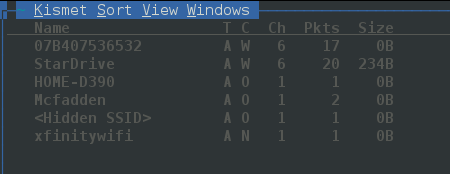 Kismet Sort View Windows
Name T C Ch Pkts Size
07B407536532 A W 6 17 0B
StarDrive A W 6 20 234B
HOME-D390 A O 1 1 0B
Mcfadden A O 1 2 0B
<Hidden SSID> A O 1 1 0B
xfinitywifi A N 1 1 0B